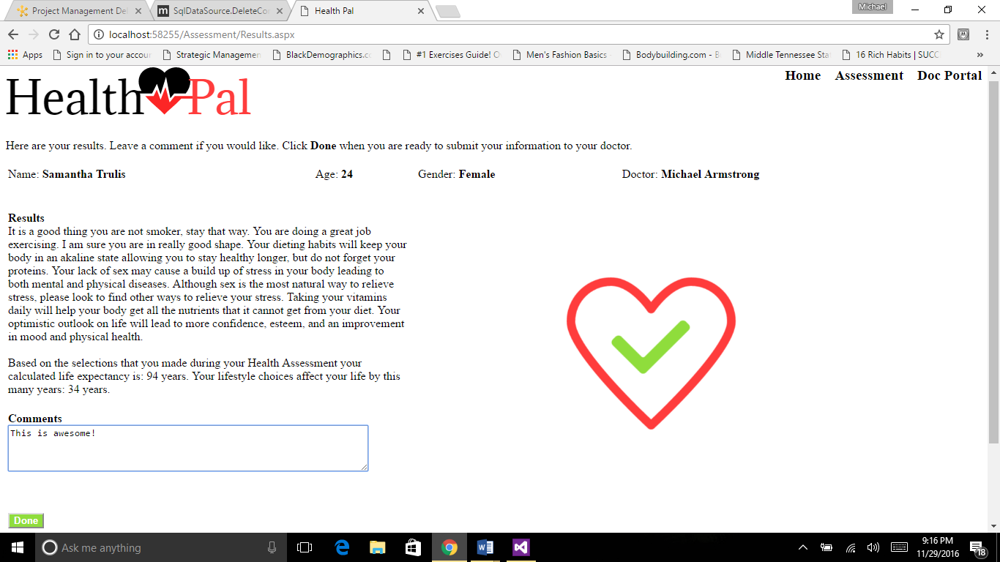 Michael
Project Management Del
SqlDataSource.DeleteCo
Health Pal
localhost:58255/Assessment/Results.aspx
Apps Sign in to your accour Strategic Managemen BlackDemographics.c #1 Exercises Guide! O Men's Fashion Basics - Bodybuilding.com - B Middle Tennessee Sta 16 Rich Habits | SUCC »
Home Assessment Doc Portal
Health Pal
Here are your results. Leave a comment if you would like. Click Done when you are ready to submit your information to your doctor.
Name: Samantha Trulis Age: 24 Gender: Female Doctor: Michael Armstrong
Results
It is a good thing you are not smoker, stay that way. You are doing a great job
exercising. I am sure you are in really good shape. Your dieting habits will keep your
body in an akaline state allowing you to stay healthy longer, but do not forget your
proteins. Your lack of sex may cause a build up of stress in your body leading to
both mental and physical diseases. Although sex is the most natural way to relieve
stress, please look to find other ways to relieve your stress. Taking your vitamins
daily will help your body get all the nutrients that it cannot get from your diet. Your
optimistic outlook on life will lead to more confidence, esteem, and an improvement
in mood and physical health.
Based on the selections that you made during your Health Assessment your
calculated life expectancy is: 94 years. Your lifestyle choices affect your life by this
many years: 34 years.
Comments
This is awesome!
Done
Ask me anything
9:16 PM
11/29/2016
18